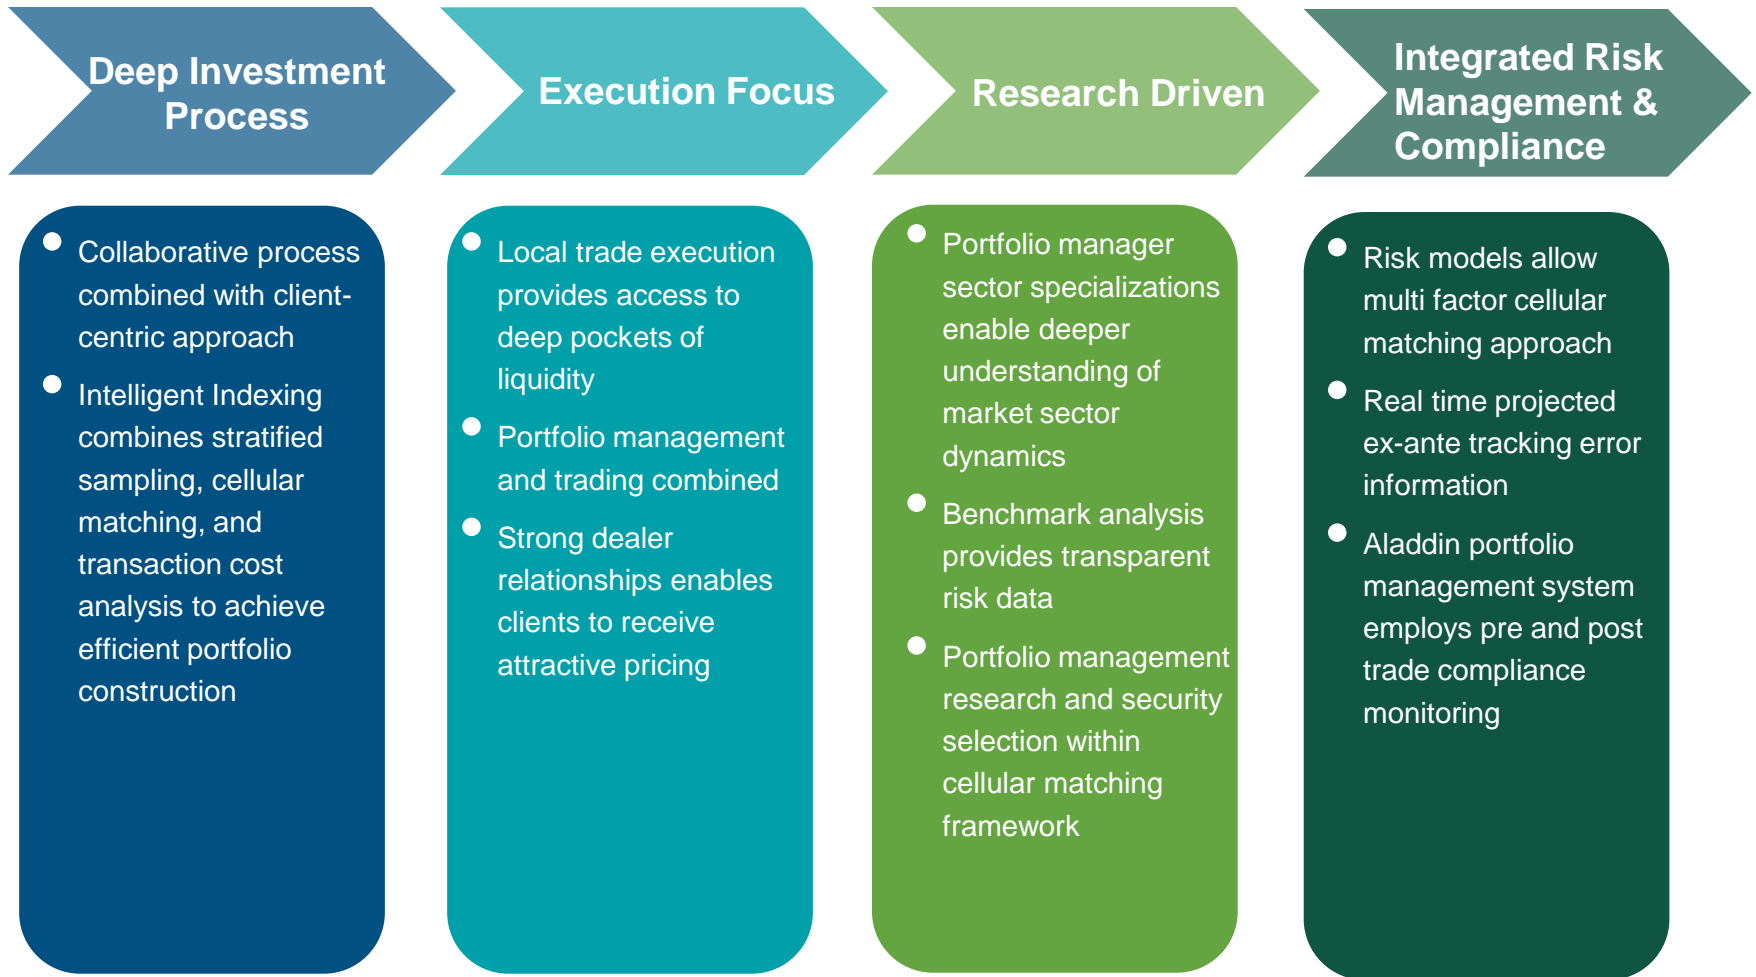 Deep Investment
Process
Execution Focus
Research Driven
Integrated Risk
Management &
Compliance
Collaborative process
combined with client-
centric approach
Intelligent Indexing
combines stratified
sampling, cellular
matching, and
transaction cost
analysis to achieve
efficient portfolio
construction
Local trade execution
provides access to
deep pockets of
liquidity
Portfolio management
and trading combined
Strong dealer
relationships enables
clients to receive
attractive pricing
Portfolio manager
sector specializations
enable deeper
understanding of
market sector
dynamics
Benchmark analysis
provides transparent
risk data
Portfolio management
research and security
selection within
cellular matching
framework
Risk models allow
multi factor cellular
matching approach
Real time projected
ex-ante tracking error
information
Aladdin portfolio
management system
employs pre and post
trade compliance
monitoring